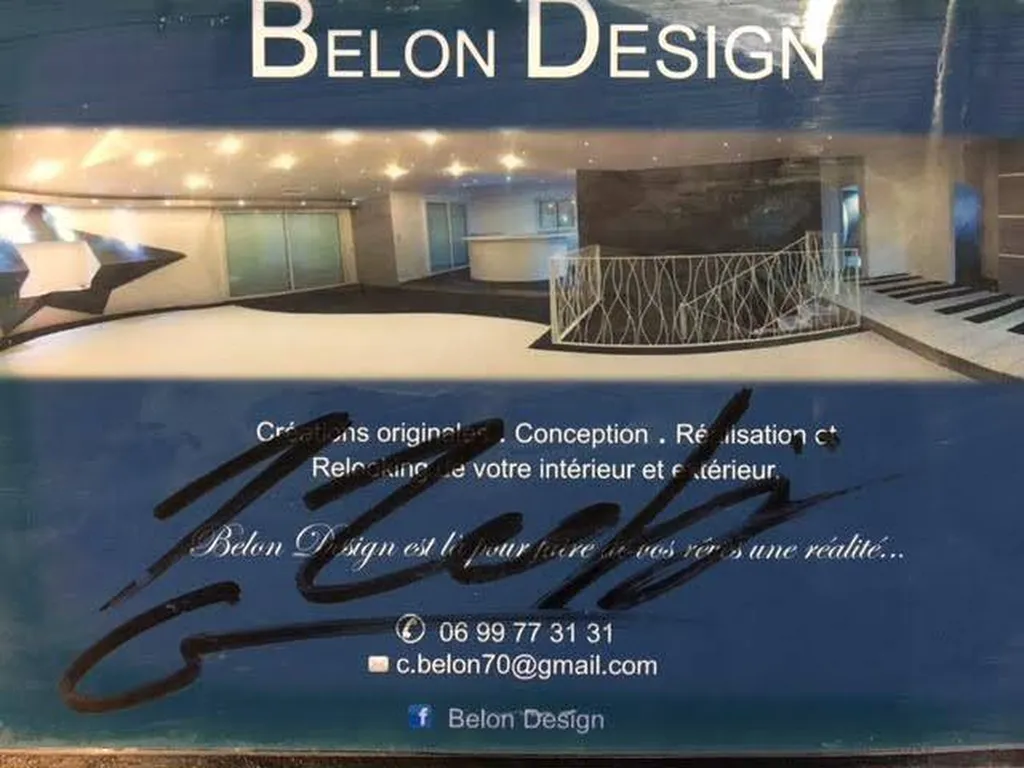 BELON DESIGN
Créations originales . Conception . Réalisation et
Relooking de votre intérieur et extérieur.
Belon Design est là pour faire de vos rêves une réalité...
06 99 77 31 31
c.belon70@gmail.com
f Belon Design